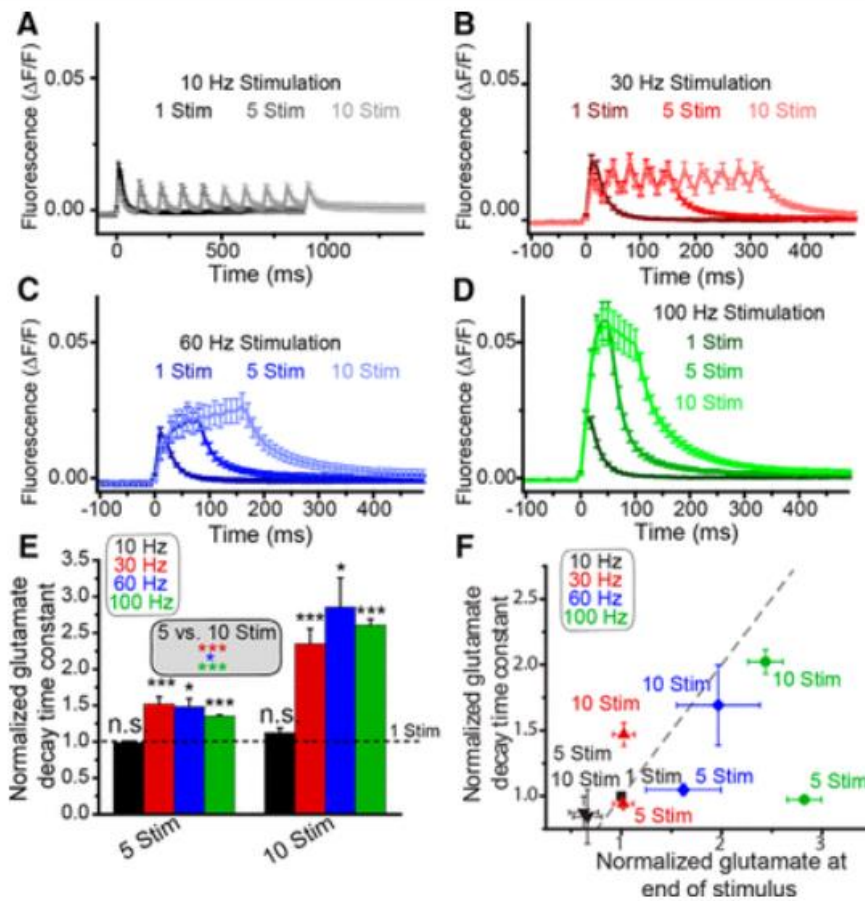 A
Fluorescence (ΔF/F)
0.05
0.00
10 Hz Stimulation
1 Stim 5 Stim 10 Stim
0 500 1000
Time (ms)
B
Fluorescence (ΔF/F)
0.05
0.00
30 Hz Stimulation
1 Stim 5 Stim 10 Stim
-100 0 100 200 300 400
Time (ms)
C
Fluorescence (ΔF/F)
0.05
0.00
60 Hz Stimulation
1 Stim 5 Stim 10 Stim
-100 0 100 200 300 400
Time (ms)
D
Fluorescence (ΔF/F)
0.05
0.00
100 Hz Stimulation
1 Stim
5 Stim
10 Stim
-100 0 100 200 300 400
Time (ms)
E
Normalized glutamate
decay time constant
3.5
3.0
2.5
2.0
1.5
1.0
0.5
0.0
10 Hz
30 Hz
60 Hz
100 Hz
5 vs. 10 Stim
***
*
***
n.s. *** * ***
n.s. *** * ***
1 Stim
5 Stim 10 Stim
F
Normalized glutamate
decay time constant
2.5
2.0
1.5
1.0
10 Hz
30 Hz
60 Hz
100 Hz
10 Stim
10 Stim
10 Stim
5 Stim
10 Stim
1 Stim
5 Stim
5 Stim
5 Stim
1 2 3
Normalized glutamate at
end of stimulus